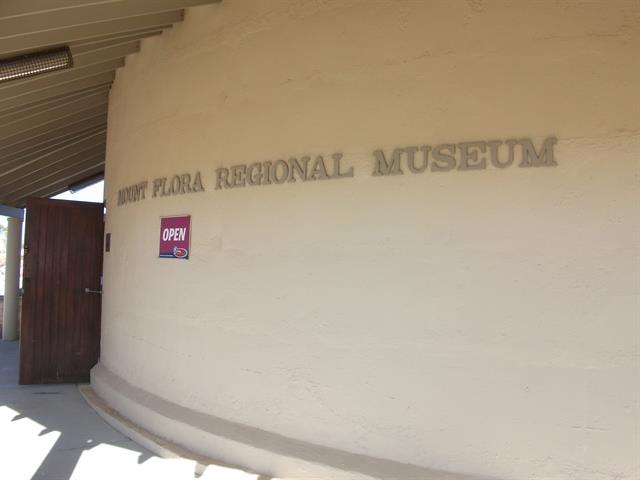 MOUNT FLORA REGIONAL MUSEUM
OPEN